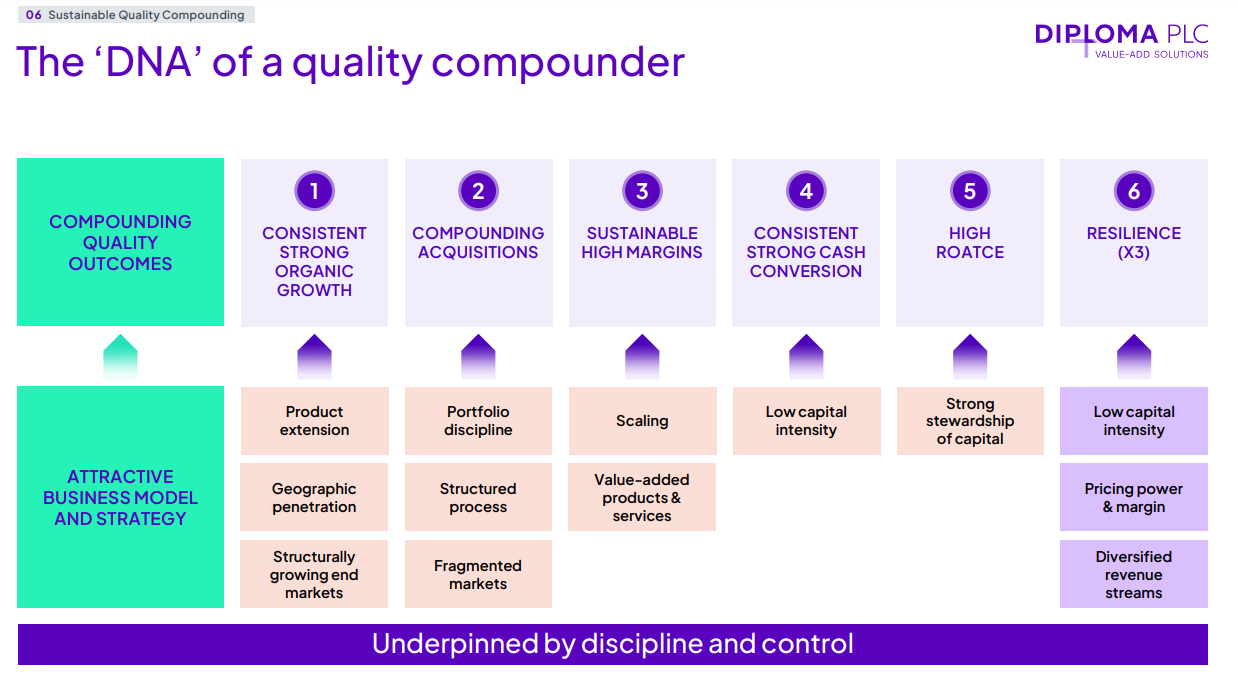 06 Sustainable Quality Compounding
DIPLOMA PLC
VALUE-ADD SOLUTIONS
The ‘DNA’ of a quality compounder
COMPOUNDING
QUALITY
OUTCOMES
1
CONSISTENT
STRONG
ORGANIC
GROWTH
2
COMPOUNDING
ACQUISITIONS
3
SUSTAINABLE
HIGH MARGINS
4
CONSISTENT
STRONG CASH
CONVERSION
5
HIGH
ROATCE
6
RESILIENCE
(X3)
ATTRACTIVE
BUSINESS MODEL
AND STRATEGY
Product
extension
Geographic
penetration
Structurally
growing end
markets
Portfolio
discipline
Structured
process
Fragmented
markets
Scaling
Value-added
products &
services
Low capital
intensity
Strong
stewardship
of capital
Low capital
intensity
Pricing power
& margin
Diversified
revenue
streams
Underpinned by discipline and control